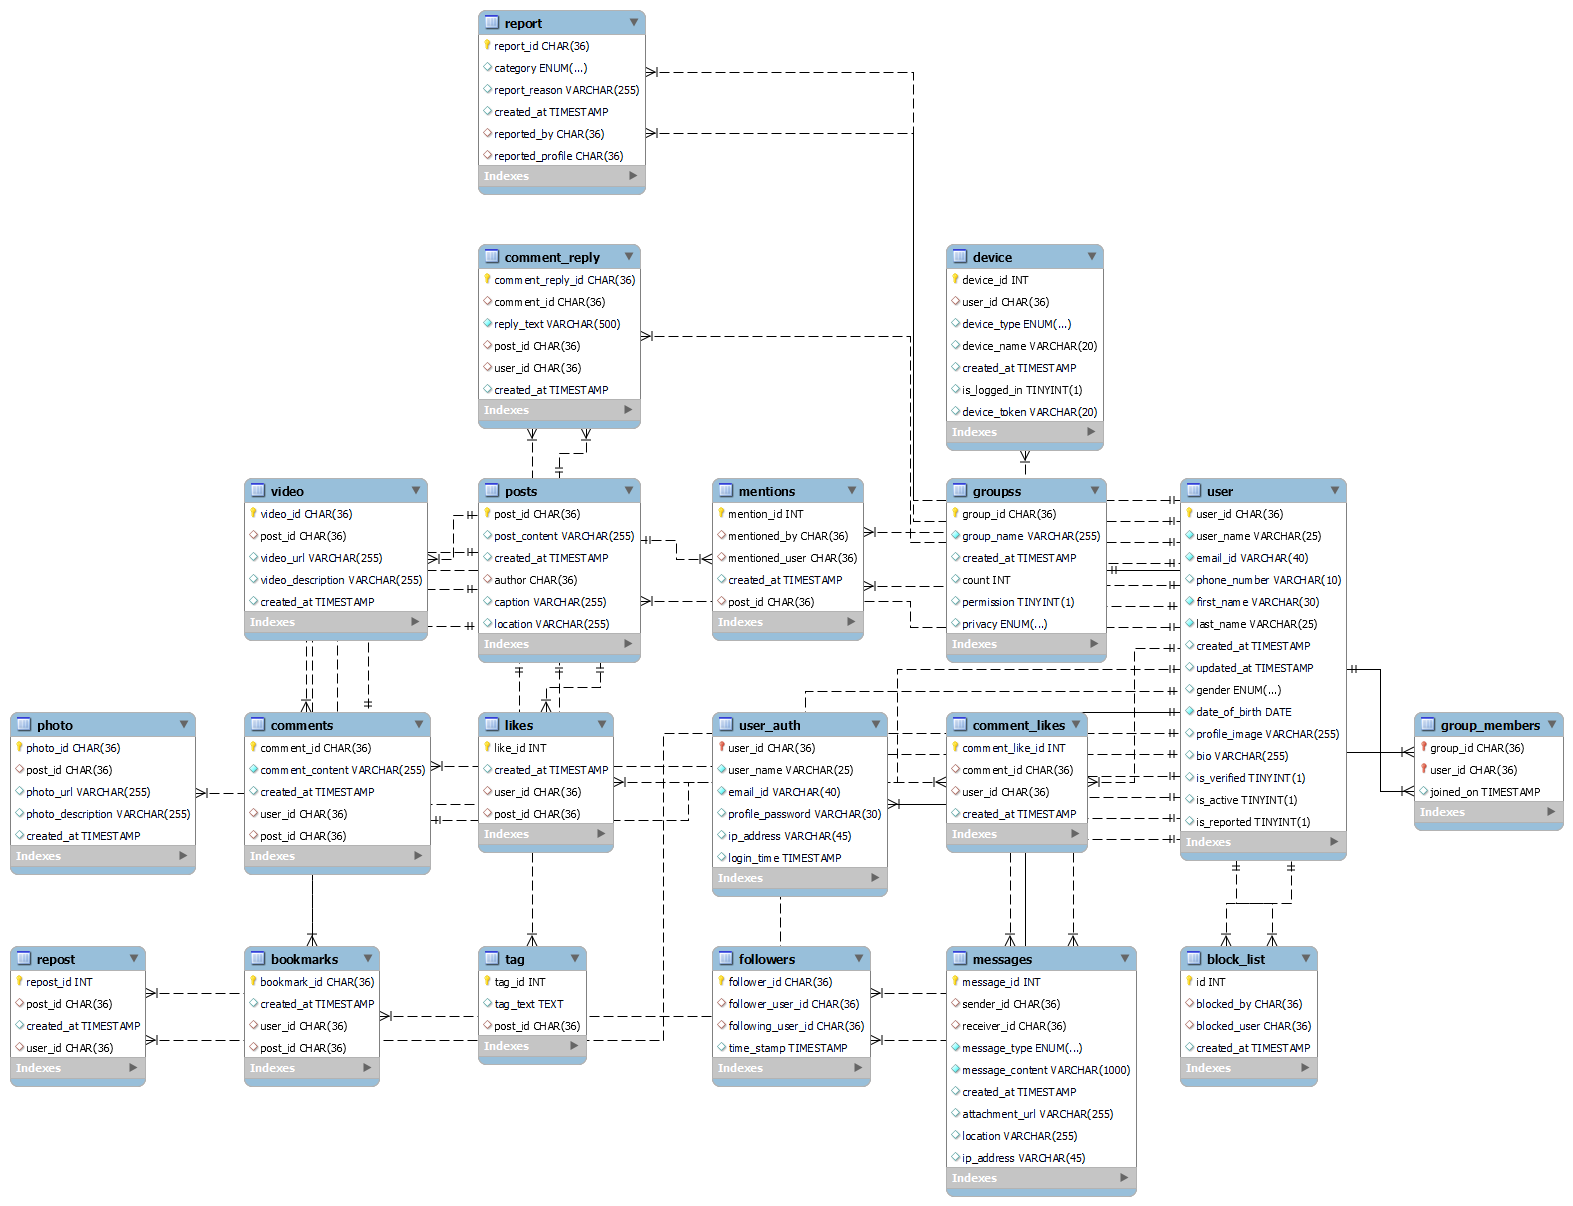 report
report_id CHAR(36)
category ENUM(...)
report_reason VARCHAR(255)
created_at TIMESTAMP
reported_by CHAR(36)
reported_profile CHAR(36)
Indexes
comment_reply
comment_reply_id CHAR(36)
comment_id CHAR(36)
reply_text VARCHAR(500)
post_id CHAR(36)
user_id CHAR(36)
created_at TIMESTAMP
Indexes
device
device_id INT
user_id CHAR(36)
device_type ENUM(...)
device_name VARCHAR(20)
created_at TIMESTAMP
is_logged_in TINYINT(1)
device_token VARCHAR(20)
Indexes
video
video_id CHAR(36)
post_id CHAR(36)
video_url VARCHAR(255)
video_description VARCHAR(255)
created_at TIMESTAMP
Indexes
posts
post_id CHAR(36)
post_content VARCHAR(255)
created_at TIMESTAMP
author CHAR(36)
caption VARCHAR(255)
location VARCHAR(255)
Indexes
mentions
mention_id INT
mentioned_by CHAR(36)
mentioned_user CHAR(36)
created_at TIMESTAMP
post_id CHAR(36)
Indexes
groupss
group_id CHAR(36)
group_name VARCHAR(255)
created_at TIMESTAMP
count INT
permission TINYINT(1)
privacy ENUM(...)
Indexes
user
user_id CHAR(36)
user_name VARCHAR(25)
email_id VARCHAR(40)
phone_number VARCHAR(10)
first_name VARCHAR(30)
last_name VARCHAR(25)
created_at TIMESTAMP
updated_at TIMESTAMP
gender ENUM(...)
date_of_birth DATE
profile_image VARCHAR(255)
bio VARCHAR(255)
is_verified TINYINT(1)
is_active TINYINT(1)
is_reported TINYINT(1)
Indexes
photo
photo_id CHAR(36)
post_id CHAR(36)
photo_url VARCHAR(255)
photo_description VARCHAR(255)
created_at TIMESTAMP
Indexes
comments
comment_id CHAR(36)
comment_content VARCHAR(255)
created_at TIMESTAMP
user_id CHAR(36)
post_id CHAR(36)
Indexes
likes
like_id INT
created_at TIMESTAMP
user_id CHAR(36)
post_id CHAR(36)
Indexes
user_auth
user_id CHAR(36)
user_name VARCHAR(25)
email_id VARCHAR(40)
profile_password VARCHAR(30)
ip_address VARCHAR(45)
login_time TIMESTAMP
Indexes
comment_likes
comment_like_id INT
comment_id CHAR(36)
user_id CHAR(36)
created_at TIMESTAMP
Indexes
group_members
group_id CHAR(36)
user_id CHAR(36)
joined_on TIMESTAMP
Indexes
repost
repost_id INT
post_id CHAR(36)
created_at TIMESTAMP
user_id CHAR(36)
Indexes
bookmarks
bookmark_id CHAR(36)
created_at TIMESTAMP
user_id CHAR(36)
post_id CHAR(36)
Indexes
tag
tag_id INT
tag_text TEXT
post_id CHAR(36)
Indexes
followers
follower_id CHAR(36)
follower_user_id CHAR(36)
following_user_id CHAR(36)
time_stamp TIMESTAMP
Indexes
messages
message_id INT
sender_id CHAR(36)
receiver_id CHAR(36)
message_type ENUM(...)
message_content VARCHAR(1000)
created_at TIMESTAMP
attachment_url VARCHAR(255)
location VARCHAR(255)
ip_address VARCHAR(45)
Indexes
block_list
id INT
blocked_by CHAR(36)
blocked_user CHAR(36)
created_at TIMESTAMP
Indexes